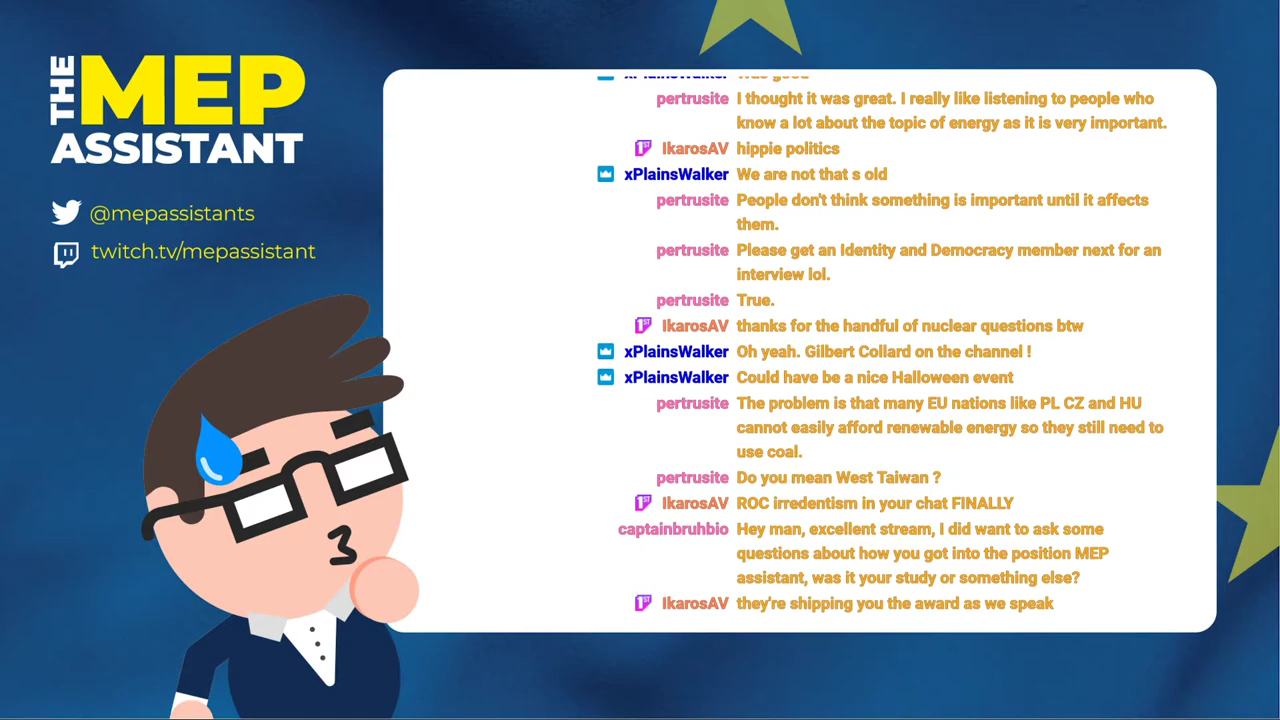 THE MEP
ASSISTANT
@mepassistants
twitch.tv/mepassistant
xPlainsWalker Was good
pertrusite I thought it was great. I really like listening to people who
know a lot about the topic of energy as it is very important.
IkarosAV hippie politics
xPlainsWalker We are not that s old
pertrusite People don't think something is important until it affects
them.
pertrusite Please get an Identity and Democracy member next for an
interview lol.
pertrusite True.
IkarosAV thanks for the handful of nuclear questions btw
xPlainsWalker Oh yeah. Gilbert Collard on the channel !
xPlainsWalker Could have be a nice Halloween event
pertrusite The problem is that many EU nations like PL CZ and HU
cannot easily afford renewable energy so they still need to
use coal.
pertrusite Do you mean West Taiwan ?
IkarosAV ROC irredentism in your chat FINALLY
captainbruhbio Hey man, excellent stream, I did want to ask some
questions about how you got into the position MEP
assistant, was it your study or something else?
IkarosAV they're shipping you the award as we speak